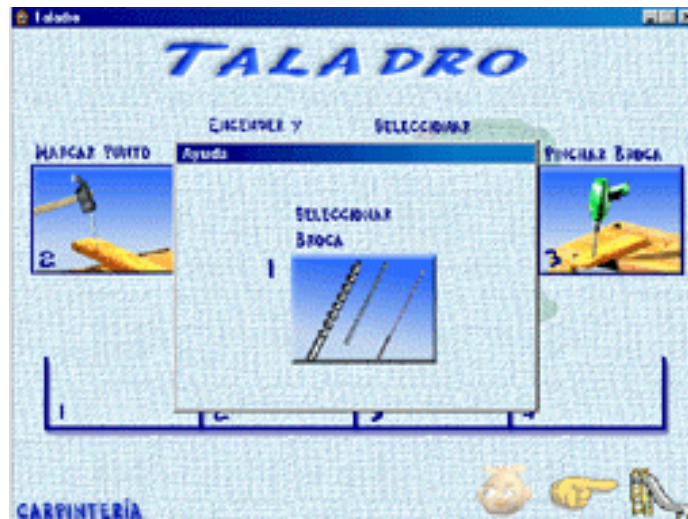 Taladro
TALADRO
ENCENDER Y SELECCIONAR
MARCAR PUNTO
Ayuda
PINCHAR BROCA
SELECCIONAR
BROCA
2
1
3
1 2 3 4
CARPINTERÍA